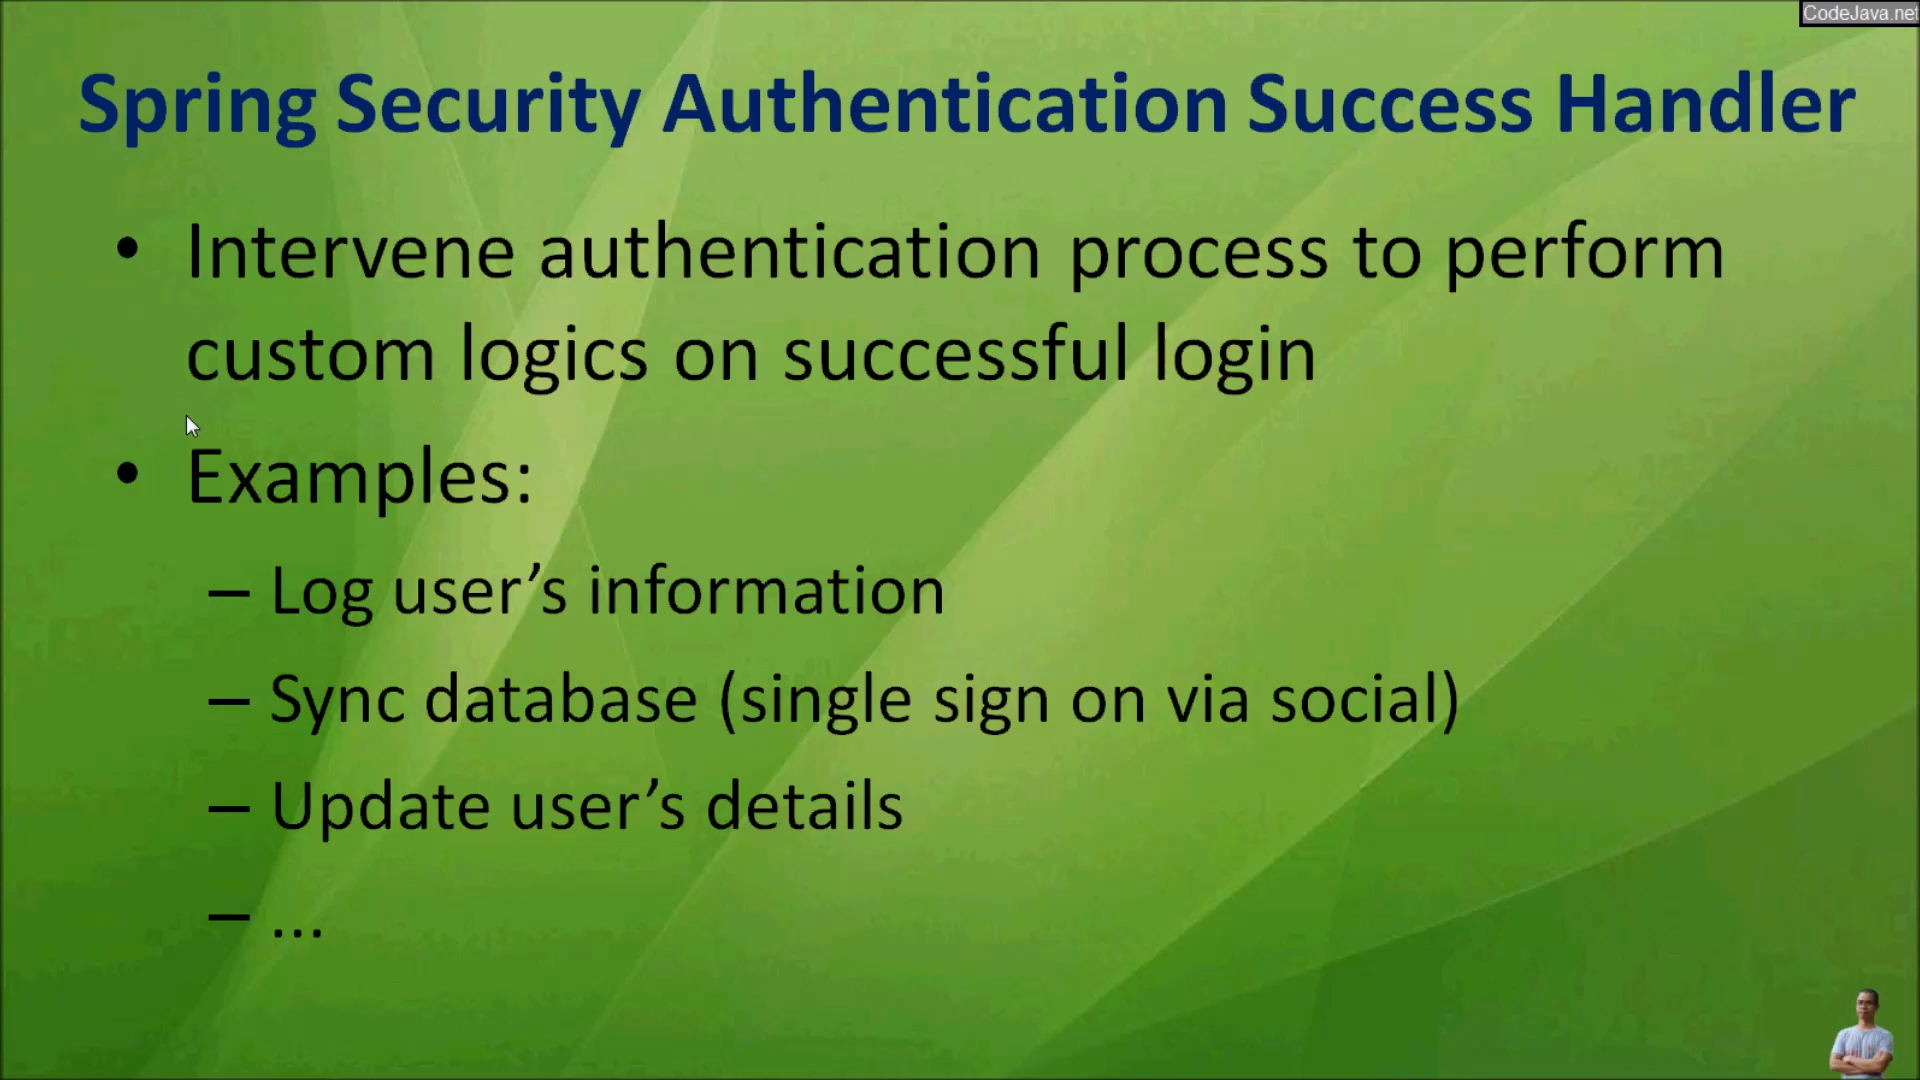 CodeJava.net
Spring Security Authentication Success Handler
• Intervene authentication process to perform
custom logics on successful login
• Examples:
– Log user’s information
– Sync database (single sign on via social)
– Update user’s details
– ...